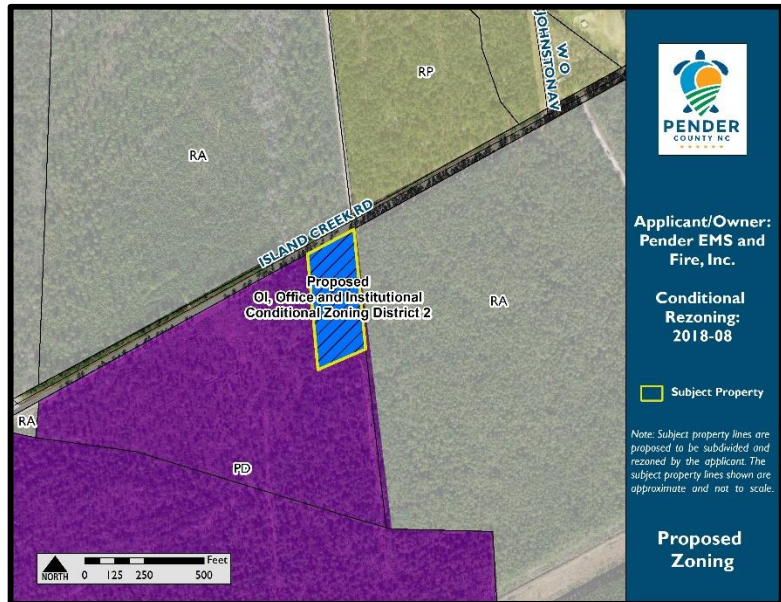 RP
W O
JOHNSTON AV
RA
ISLAND CREEK RD
Proposed
OI, Office and Institutional
Conditional Zoning District 2
RA
RA
PD
NORTH
Feet
0 125 250 500
PENDER
COUNTY NC
Applicant/Owner:
Pender EMS and
Fire, Inc.
Conditional
Rezoning:
2018-08
Subject Property
Note: Subject property lines are
proposed to be subdivided and
rezoned by the applicant. The
subject property lines shown are
approximate and not to scale.
Proposed
Zoning